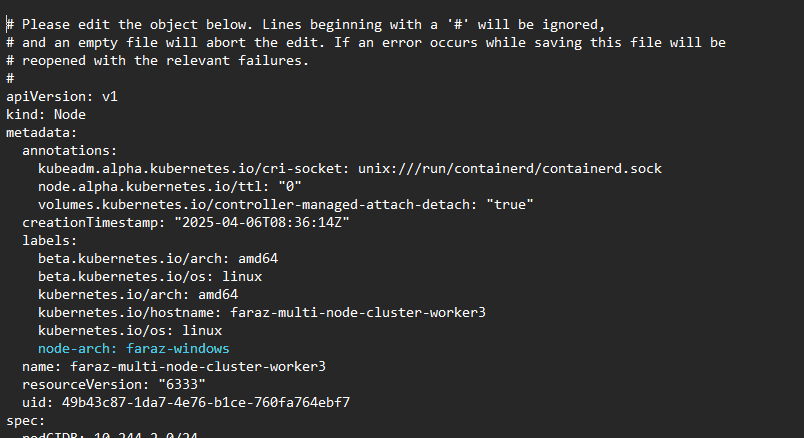 # Please edit the object below. Lines beginning with a '#' will be ignored,
# and an empty file will abort the edit. If an error occurs while saving this file will be
# reopened with the relevant failures.
#
apiVersion: v1
kind: Node
metadata:
  annotations:
    kubeadm.alpha.kubernetes.io/cri-socket: unix:///run/containerd/containerd.sock
    node.alpha.kubernetes.io/ttl: "0"
    volumes.kubernetes.io/controller-managed-attach-detach: "true"
  creationTimestamp: "2025-04-06T08:36:14Z"
  labels:
    beta.kubernetes.io/arch: amd64
    beta.kubernetes.io/os: linux
    kubernetes.io/arch: amd64
    kubernetes.io/hostname: faraz-multi-node-cluster-worker3
    kubernetes.io/os: linux
    node-arch: faraz-windows
  name: faraz-multi-node-cluster-worker3
  resourceVersion: "6333"
  uid: 49b43c87-1da7-4e76-b1ce-760fa764ebf7
spec:
  podCIDR: 10.244.2.0/24